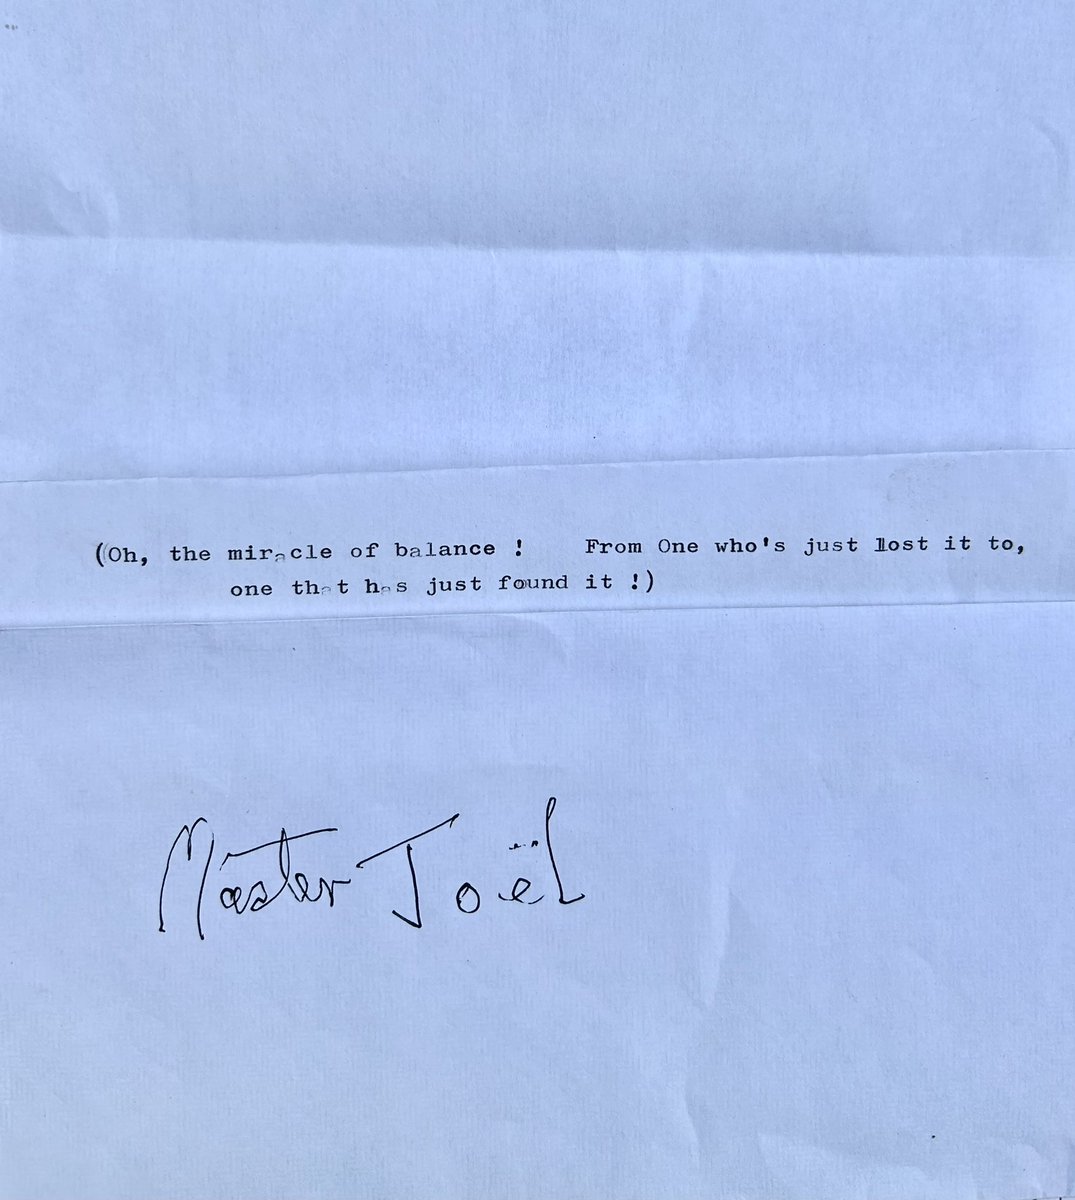 (Oh, the miracle of balance ! From One who's just lost it to,
one that has just found it !)
Master Joël